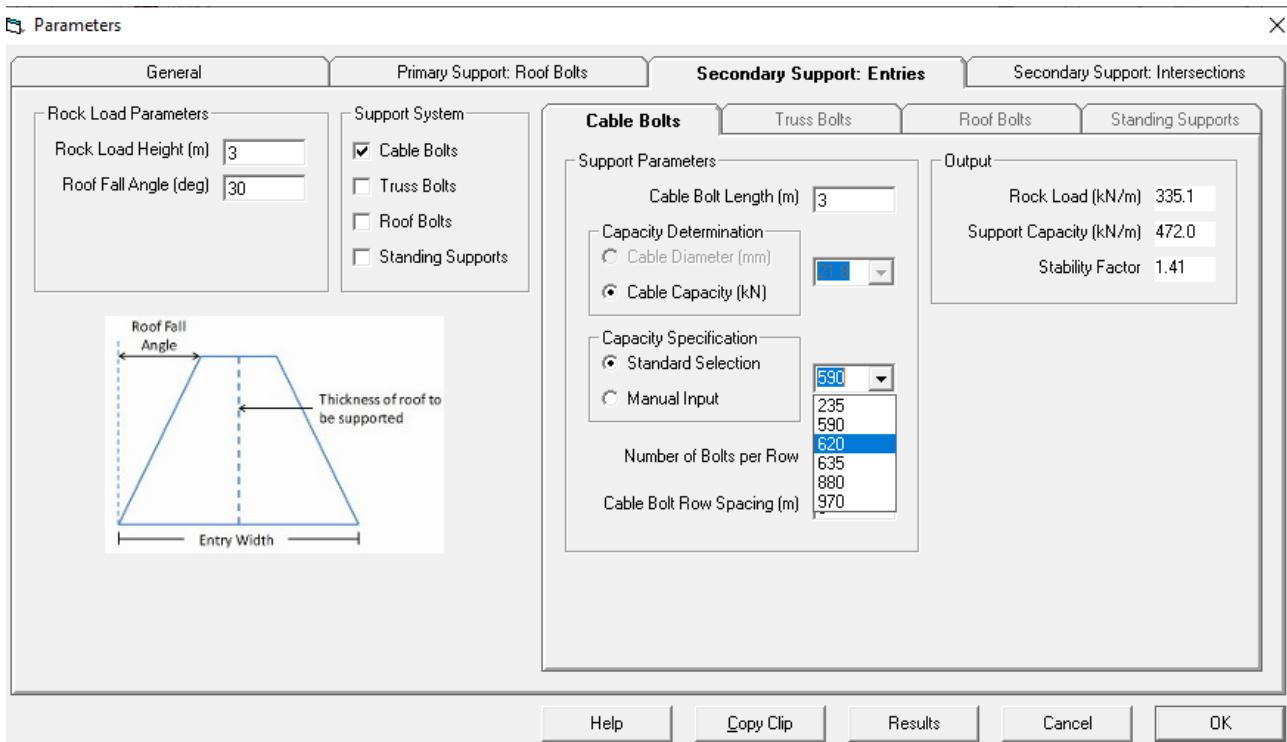 Parameters
General
Primary Support: Roof Bolts
Secondary Support: Entries
Secondary Support: Intersections
Rock Load Parameters
Rock Load Height (m) 3
Roof Fall Angle (deg) 30
Support System
Cable Bolts
Truss Bolts
Roof Bolts
Standing Supports
Roof Fall
Angle
Thickness of roof to
be supported
Entry Width
Cable Bolts
Truss Bolts
Roof Bolts
Standing Supports
Support Parameters
Cable Bolt Length (m) 3
Capacity Determination
Cable Diameter (mm) 21.8
Cable Capacity (kN)
Capacity Specification
Standard Selection 590
Manual Input
235
590
620
635
880
970
Number of Bolts per Row
Cable Bolt Row Spacing (m)
Output
Rock Load (kN/m) 335.1
Support Capacity (kN/m) 472.0
Stability Factor 1.41
Help
Copy Clip
Results
Cancel
OK